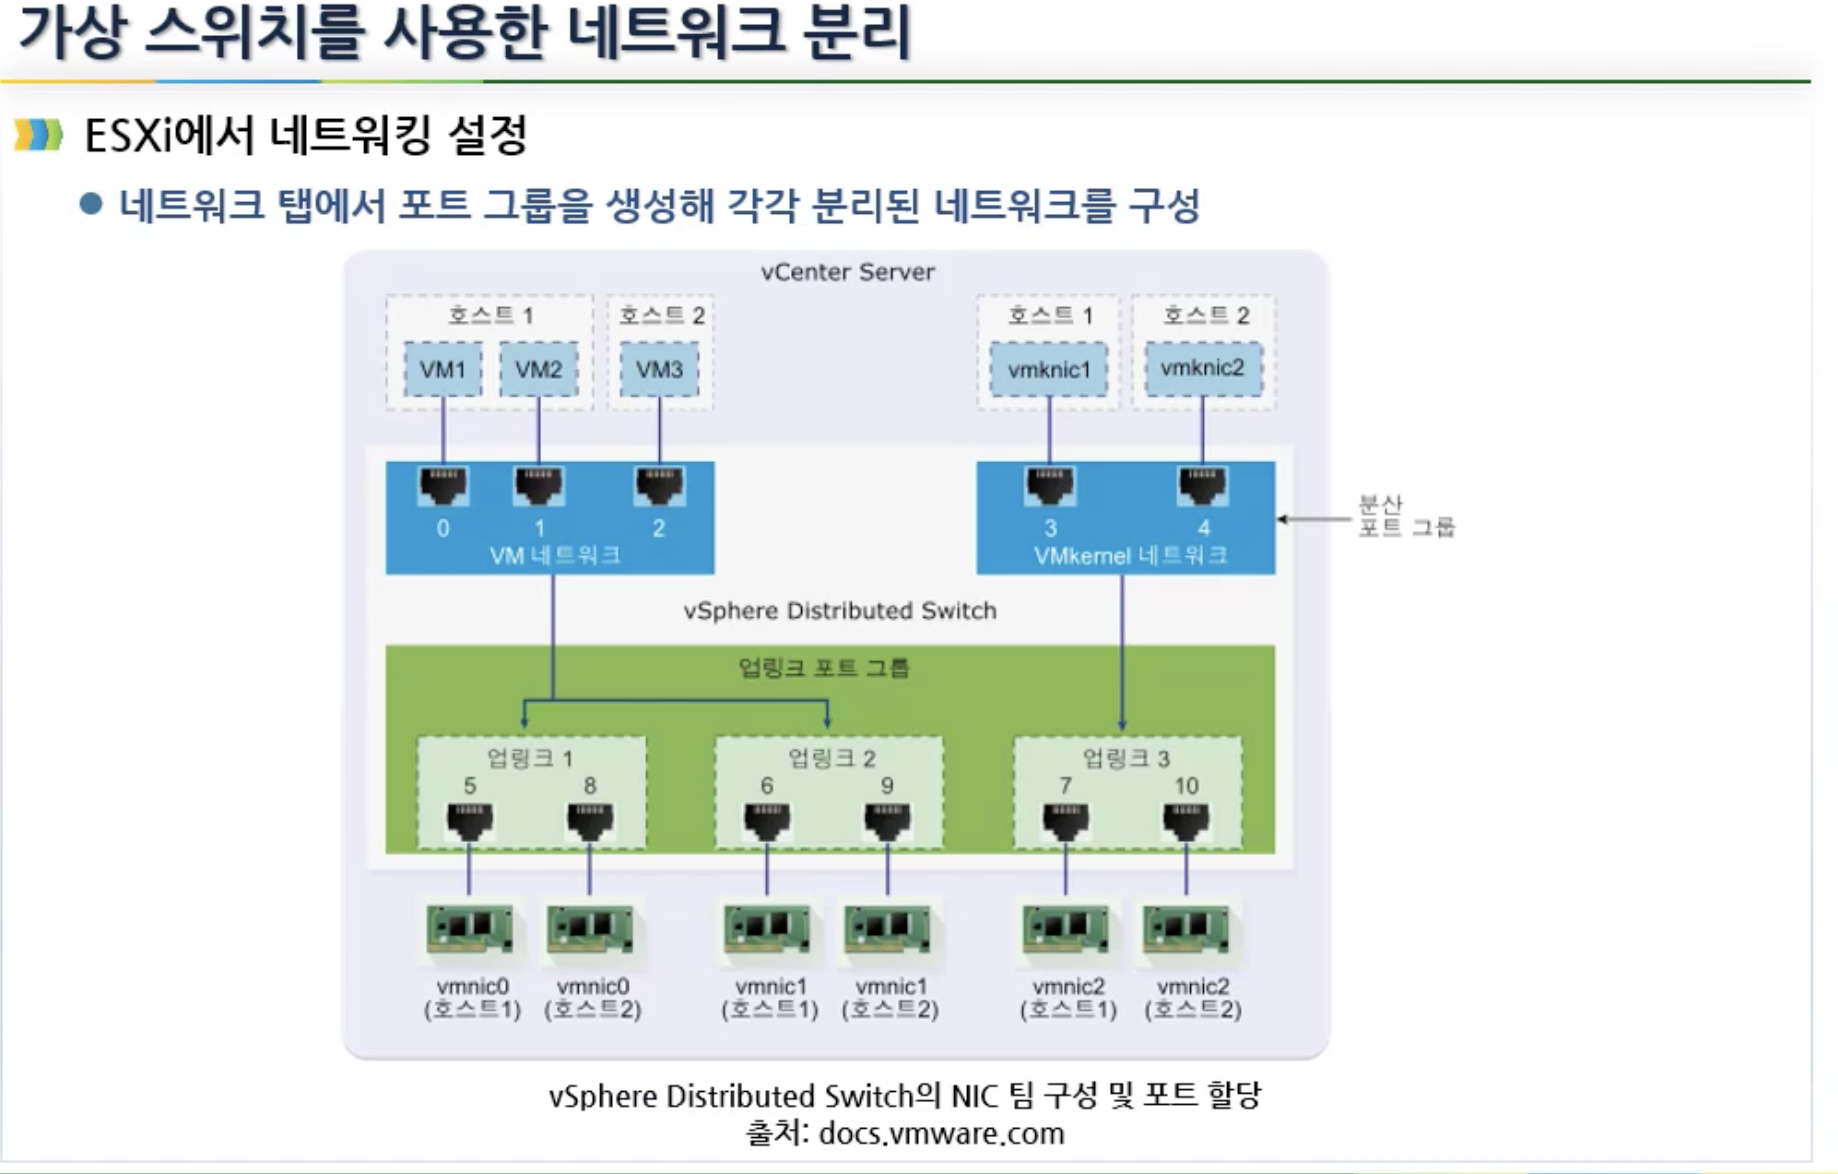 가상 스위치를 사용한 네트워크 분리
ESXi에서 네트워킹 설정
네트워크 탭에서 포트 그룹을 생성해 각각 분리된 네트워크를 구성
vCenter Server
호스트 1
호스트 2
호스트 1
호스트 2
VM1
VM2
VM3
vmknic1
vmknic2
0
1
2
3
4
VM 네트워크
VMkernel 네트워크
분산
포트 그룹
vSphere Distributed Switch
업링크 포트 그룹
업링크 1
업링크 2
업링크 3
5
8
6
9
7
10
vmnic0
(호스트1)
vmnic0
(호스트2)
vmnic1
(호스트1)
vmnic1
(호스트2)
vmnic2
(호스트1)
vmnic2
(호스트2)
vSphere Distributed Switch의 NIC 팀 구성 및 포트 할당
출처: docs.vmware.com